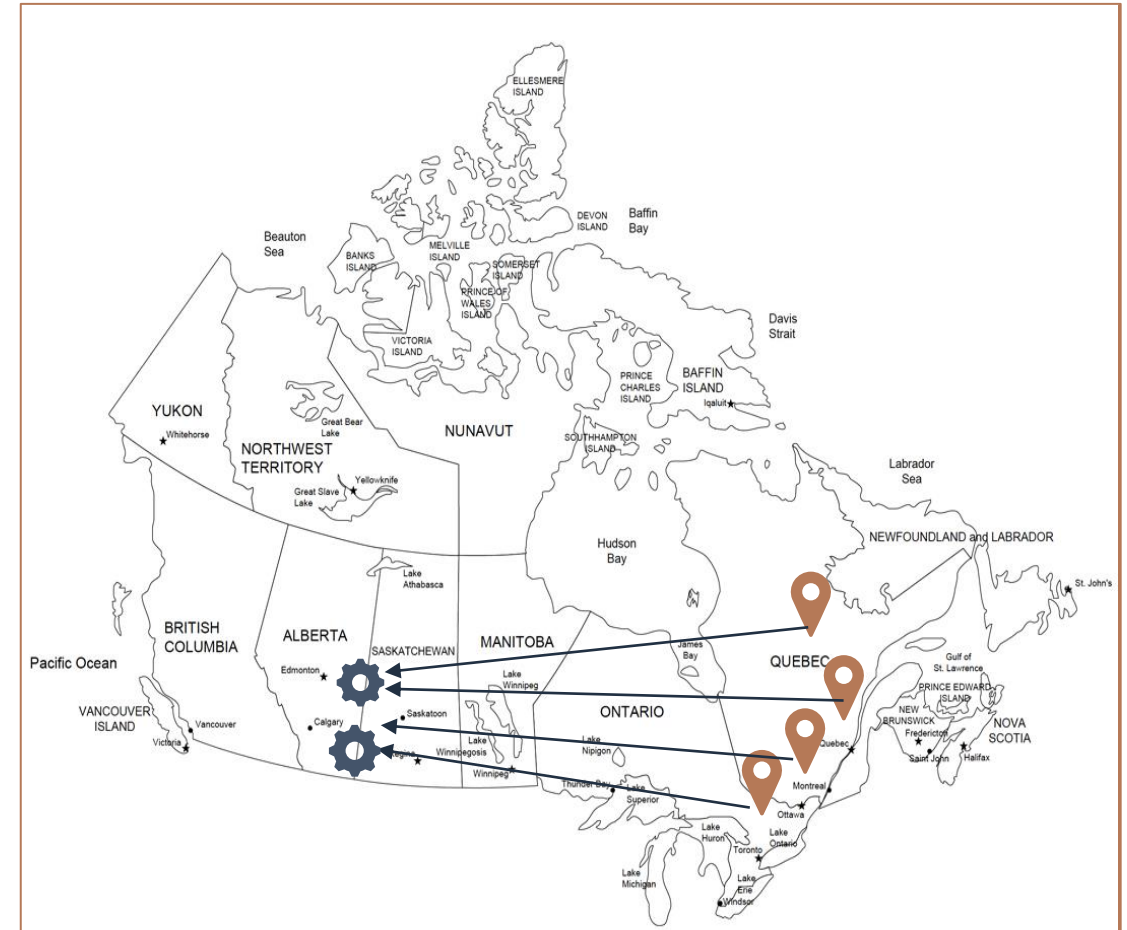 ELLESMERE
ISLAND
DEVON
ISLAND
Baffin
Bay
Beauton
Sea
BANKS
ISLAND
MELVILLE
ISLAND
SOMERSET
ISLAND
PRINCE OF
WALES
ISLAND
VICTORIA
ISLAND
Davis
Strait
PRINCE
CHARLES
ISLAND
BAFFIN
ISLAND
Iqaluit
YUKON
Whitehorse
Great Bear
Lake
NORTHWEST
TERRITORY
NUNAVUT
SOUTHHAMPTON
ISLAND
Yellowknife
Great Slave
Lake
Labrador
Sea
Hudson
Bay
NEWFOUNDLAND and LABRADOR
Lake
Athabasca
St. John's
BRITISH
COLUMBIA
ALBERTA
SASKATCHEWAN
MANITOBA
James
Bay
QUEBEC
Pacific Ocean
Edmonton
Lake
Winnipeg
Gulf of
St. Lawrence
PRINCE EDWARD
ISLAND
VANCOUVER
ISLAND
Vancouver
Victoria
Calgary
Saskatoon
ONTARIO
NEW
BRUNSWICK
Fredericton
NOVA
SCOTIA
Lake
Winnipegosis
Regina
Winnipeg
Lake
Nipigon
Quebec
Saint John
Halifax
Thunder Bay
Lake
Superior
Montreal
Ottawa
Lake
Huron
Lake
Ontario
Toronto
Lake
Michigan
Lake
Erie
Windsor